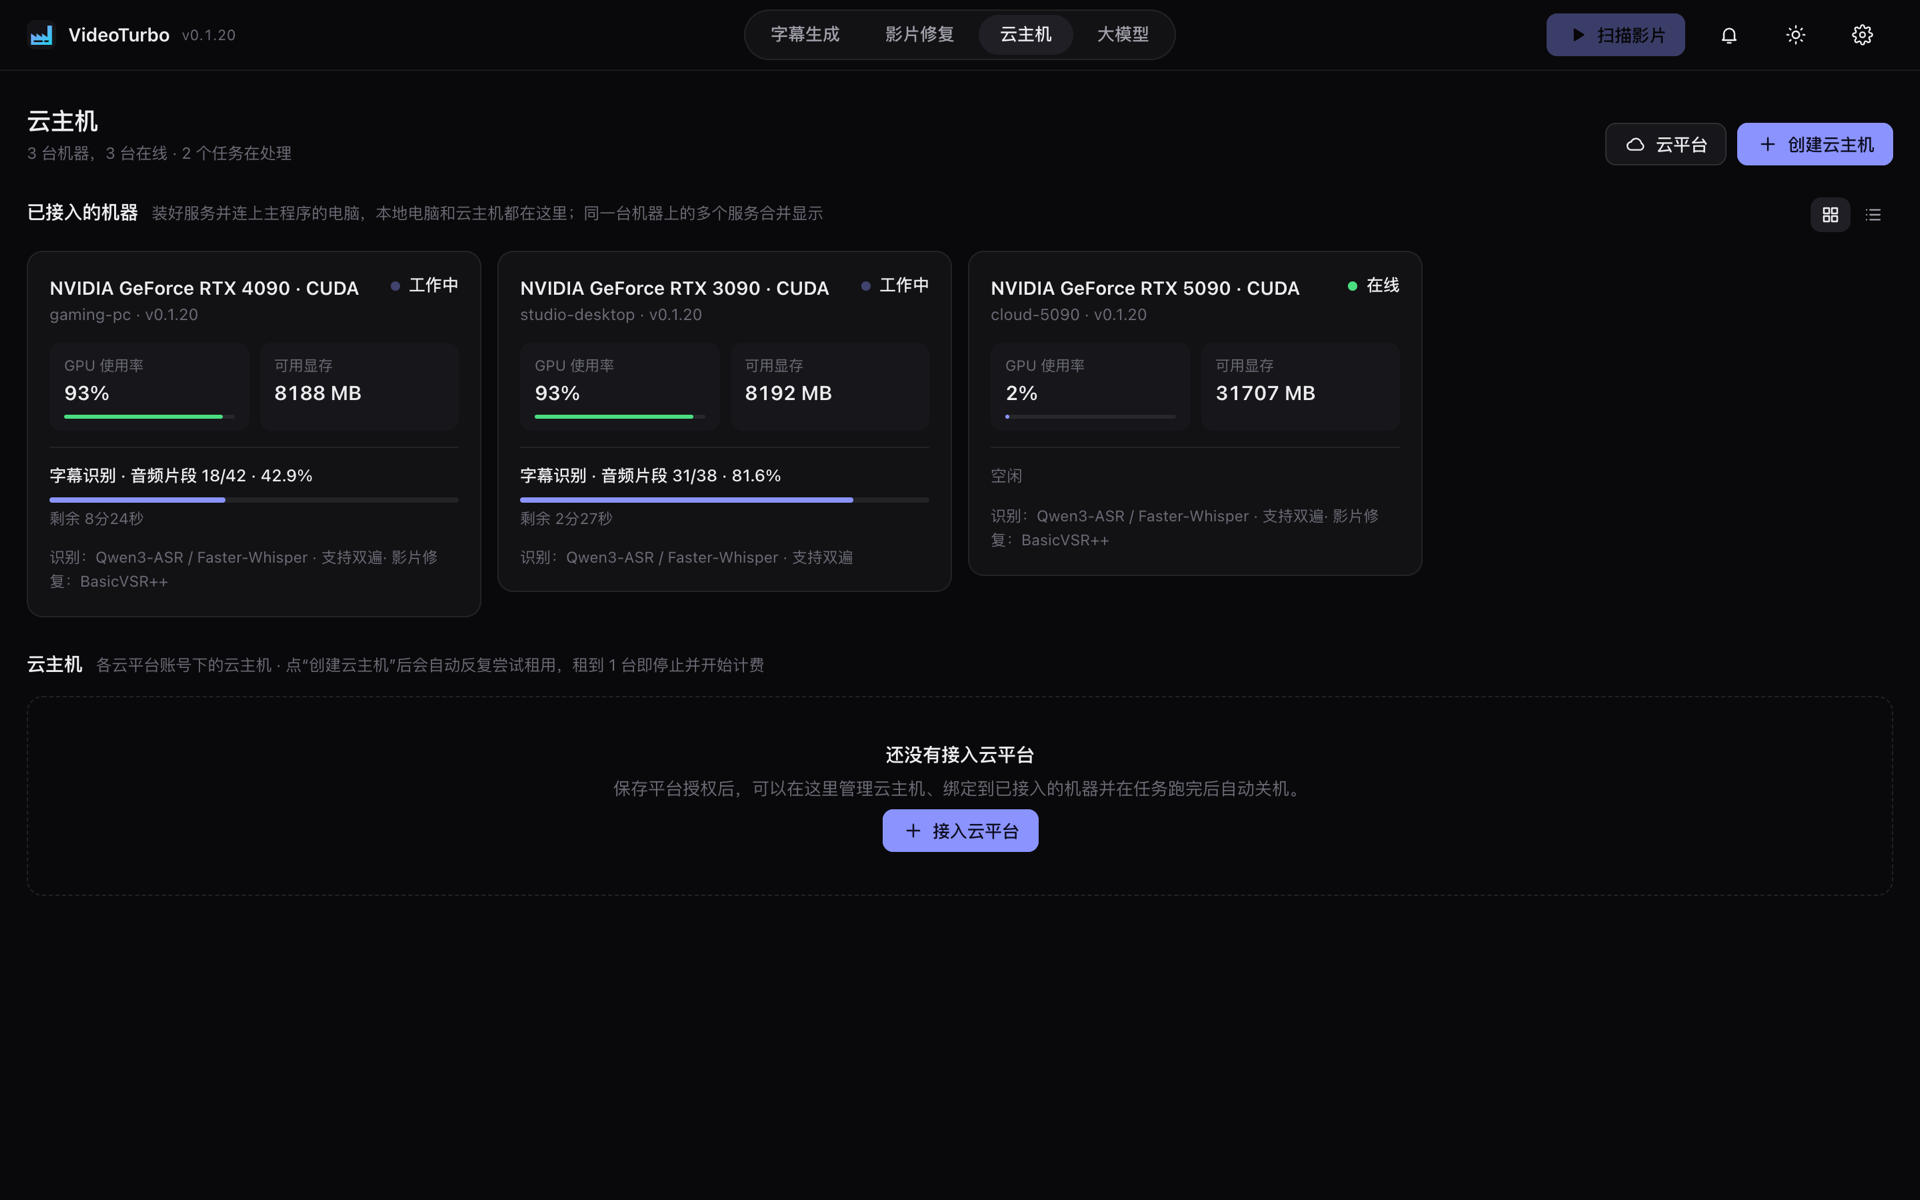 VideoTurbo v0.1.20
字幕生成 影片修复 云主机 大模型
扫描影片
云主机
3 台机器，3 台在线 · 2 个任务在处理
云平台
创建云主机
已接入的机器 装好服务并连上主程序的电脑，本地电脑和云主机都在这里；同一台机器上的多个服务合并显示
NVIDIA GeForce RTX 4090 · CUDA
工作中
gaming-pc · v0.1.20
GPU 使用率
93%
可用显存
8188 MB
字幕识别 · 音频片段 18/42 · 42.9%
剩余 8分24秒
识别：Qwen3-ASR / Faster-Whisper · 支持双遍· 影片修
复：BasicVSR++
NVIDIA GeForce RTX 3090 · CUDA
工作中
studio-desktop · v0.1.20
GPU 使用率
93%
可用显存
8192 MB
字幕识别 · 音频片段 31/38 · 81.6%
剩余 2分27秒
识别：Qwen3-ASR / Faster-Whisper · 支持双遍
NVIDIA GeForce RTX 5090 · CUDA
在线
cloud-5090 · v0.1.20
GPU 使用率
2%
可用显存
31707 MB
空闲
识别：Qwen3-ASR / Faster-Whisper · 支持双遍· 影片修
复：BasicVSR++
云主机 各云平台账号下的云主机 · 点“创建云主机”后会自动反复尝试租用，租到 1 台即停止并开始计费
还没有接入云平台
保存平台授权后，可以在这里管理云主机、绑定到已接入的机器并在任务跑完后自动关机。
接入云平台